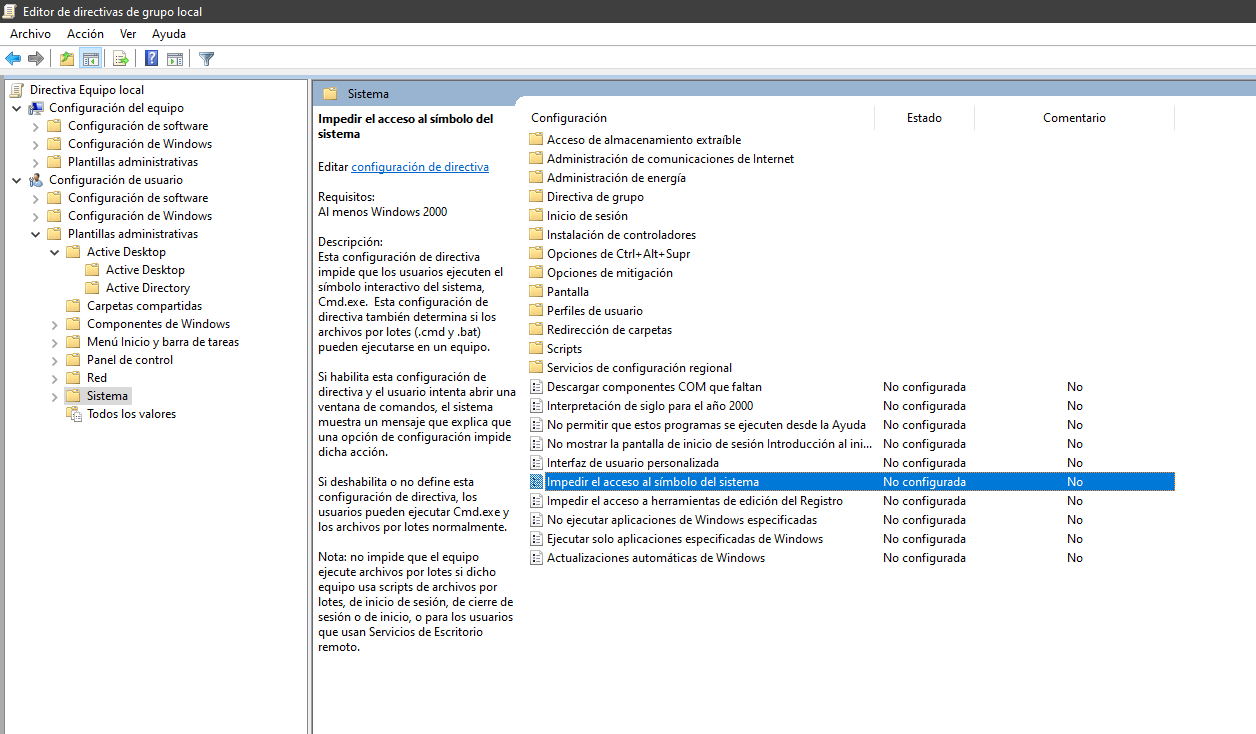 Editor de directivas de grupo local
Archivo Acción Ver Ayuda
Directiva Equipo local
Configuración del equipo
Configuración de software
Configuración de Windows
Plantillas administrativas
Configuración de usuario
Configuración de software
Configuración de Windows
Plantillas administrativas
Active Desktop
Active Desktop
Active Directory
Carpetas compartidas
Componentes de Windows
Menú Inicio y barra de tareas
Panel de control
Red
Sistema
Todos los valores
Sistema
Impedir el acceso al símbolo del
sistema
Editar configuración de directiva
Requisitos:
Al menos Windows 2000
Descripción:
Esta configuración de directiva
impide que los usuarios ejecuten el
símbolo interactivo del sistema,
Cmd.exe. Esta configuración de
directiva también determina si los
archivos por lotes (.cmd y .bat)
pueden ejecutarse en un equipo.
Si habilita esta configuración de
directiva y el usuario intenta abrir una
ventana de comandos, el sistema
muestra un mensaje que explica que
una opción de configuración impide
dicha acción.
Si deshabilita o no define esta
configuración de directiva, los
usuarios pueden ejecutar Cmd.exe y
los archivos por lotes normalmente.
Nota: no impide que el equipo
ejecute archivos por lotes si dicho
equipo usa scripts de archivos por
lotes, de inicio de sesión, de cierre de
sesión o de inicio, o para los usuarios
que usan Servicios de Escritorio
remoto.
Configuración Estado Comentario
Acceso de almacenamiento extraíble
Administración de comunicaciones de Internet
Administración de energía
Directiva de grupo
Inicio de sesión
Instalación de controladores
Opciones de Ctrl+Alt+Supr
Opciones de mitigación
Pantalla
Perfiles de usuario
Redirección de carpetas
Scripts
Servicios de configuración regional
Descargar componentes COM que faltan No configurada No
Interpretación de siglo para el año 2000 No configurada No
No permitir que estos programas se ejecuten desde la Ayuda No configurada No
No mostrar la pantalla de inicio de sesión Introducción al ini... No configurada No
Interfaz de usuario personalizada No configurada No
Impedir el acceso al símbolo del sistema No configurada No
Impedir el acceso a herramientas de edición del Registro No configurada No
No ejecutar aplicaciones de Windows especificadas No configurada No
Ejecutar solo aplicaciones especificadas de Windows No configurada No
Actualizaciones automáticas de Windows No configurada No